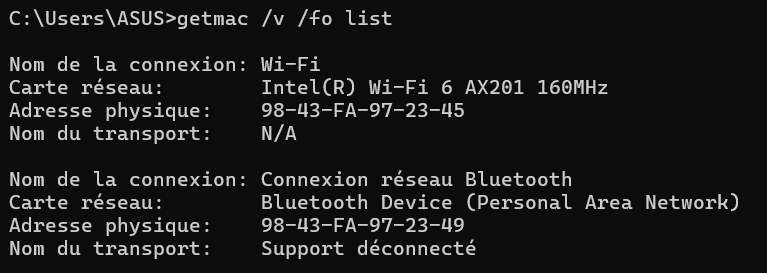 C:\Users\ASUS>getmac /v /fo list
Nom de la connexion: Wi-Fi
Carte réseau:        Intel(R) Wi-Fi 6 AX201 160MHz
Adresse physique:    98-43-FA-97-23-45
Nom du transport:    N/A
Nom de la connexion: Connexion réseau Bluetooth
Carte réseau:        Bluetooth Device (Personal Area Network)
Adresse physique:    98-43-FA-97-23-49
Nom du transport:    Support déconnecté